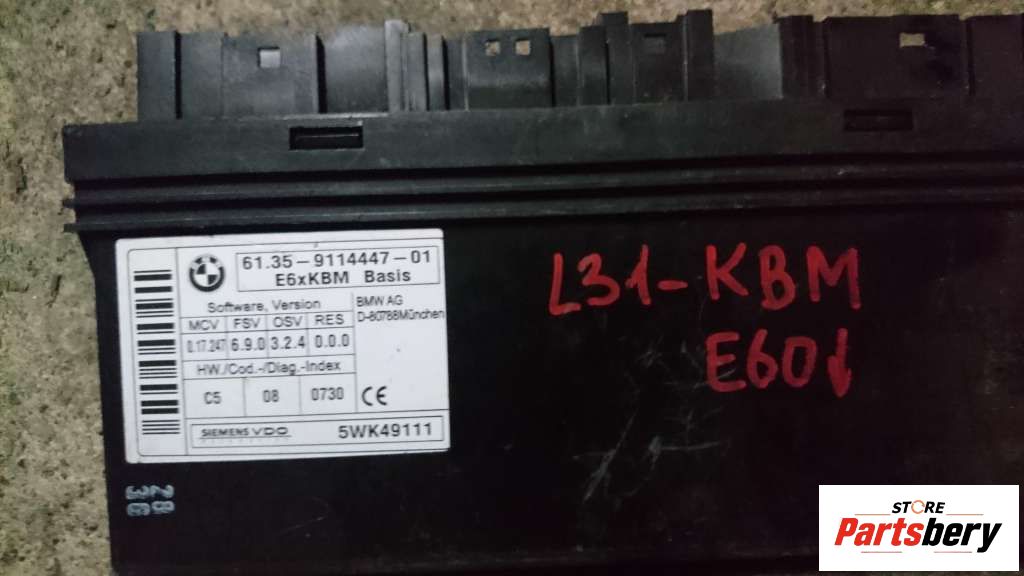 61.35-9114447-01
E6xKBM Basis
Software, Version
MCV FSV OSV RES
0.17.247 6.9.0 3.2.4 0.0.0
HW./Cod.-/Diag.-Index
C5 08 0730
BMW AG
D-80788München
CE
SIEMENS VDO
5WK49111
L31-KBM
E60↓
STORE
Partsbery